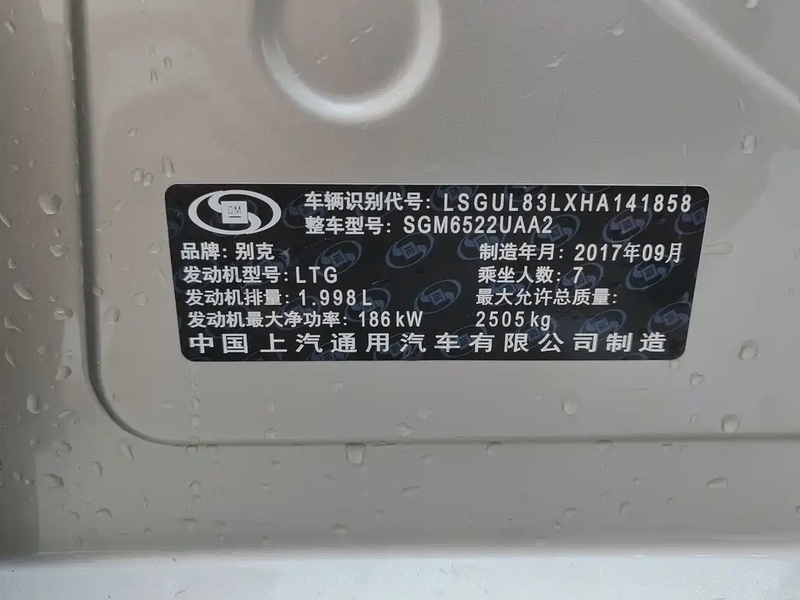 GM
车辆识别代号: LSGUL83LXHA141858
整车型号: SGM6522UAA2
品牌: 别克 制造年月: 2017年09月
发动机型号: LTG 乘坐人数: 7
发动机排量: 1.998L 最大允许总质量:
发动机最大净功率: 186kW 2505kg
中国上汽通用汽车有限公司制造